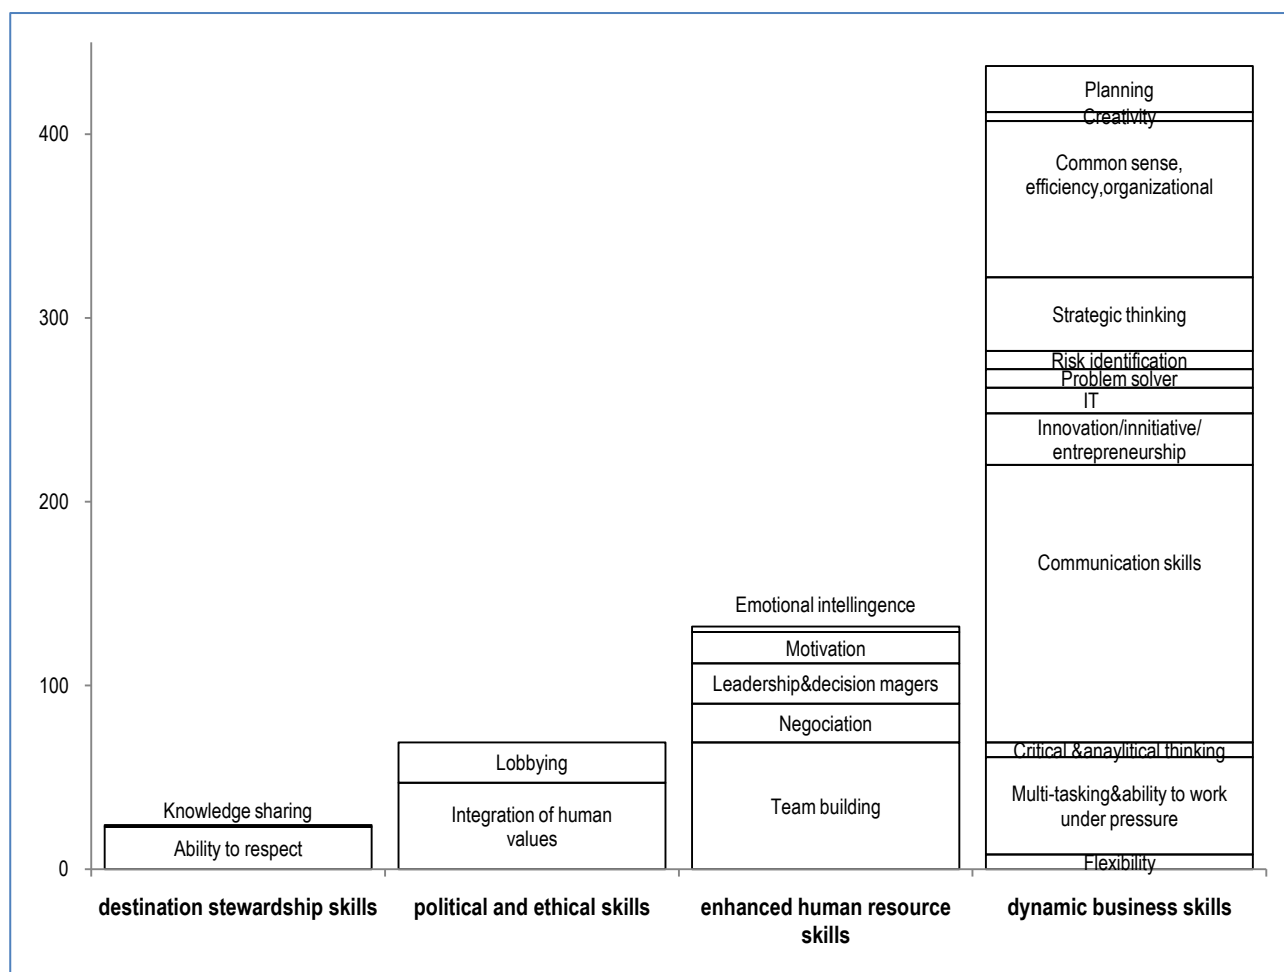 Planning
400
Creativity
Common sense,
efficiency,organizational
300
Strategic thinking
Risk identification
Problem solver
IT
Innovation/innitiative/
entrepreneurship
200
Communication skills
Emotional intellingence
Motivation
100
Leadership&decision magers
Negociation
Lobbying
Critical &anaylitical thinking
Knowledge sharing
Integration of human
values
Team building
Multi-tasking&ability to work
under pressure
Ability to respect
0
Flexibility
destination stewardship skills
political and ethical skills
enhanced human resource
skills
dynamic business skills